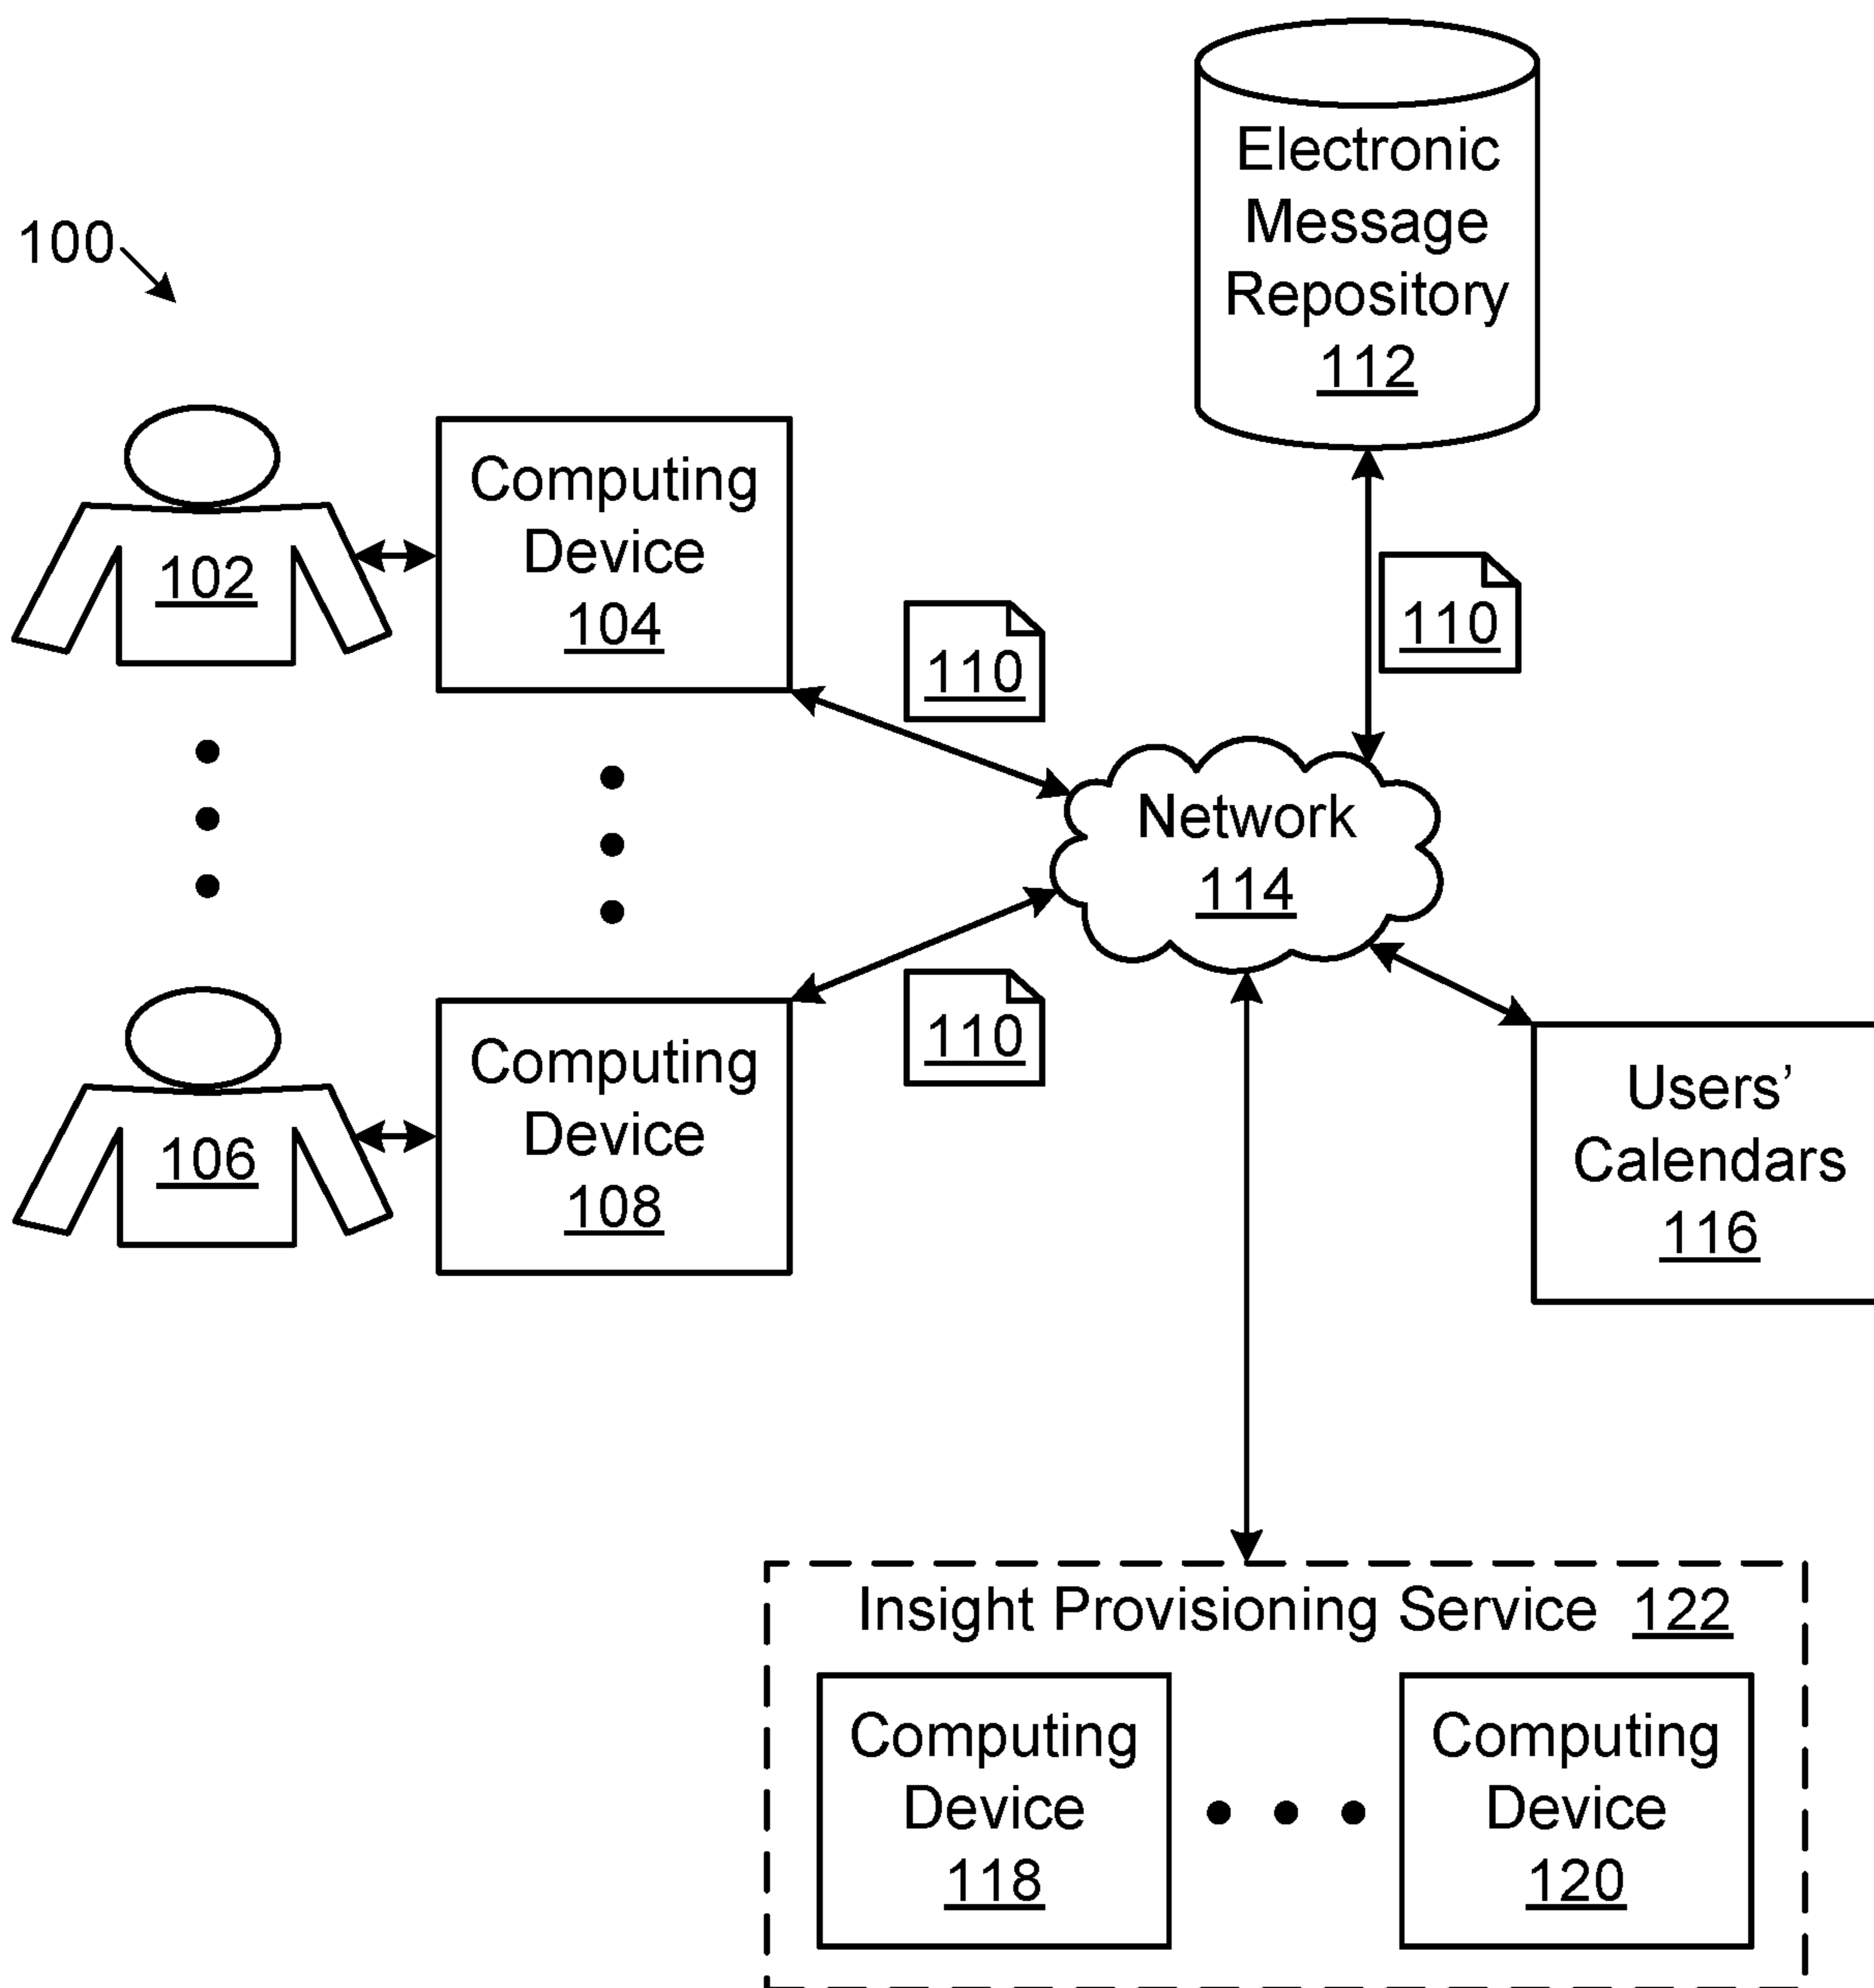 Electronic
Message
Repository
112
100
102
Computing
Device
104
110
110
Network
114
106
Computing
Device
108
110
Users’
Calendars
116
Insight Provisioning Service 122
Computing
Device
118
Computing
Device
120